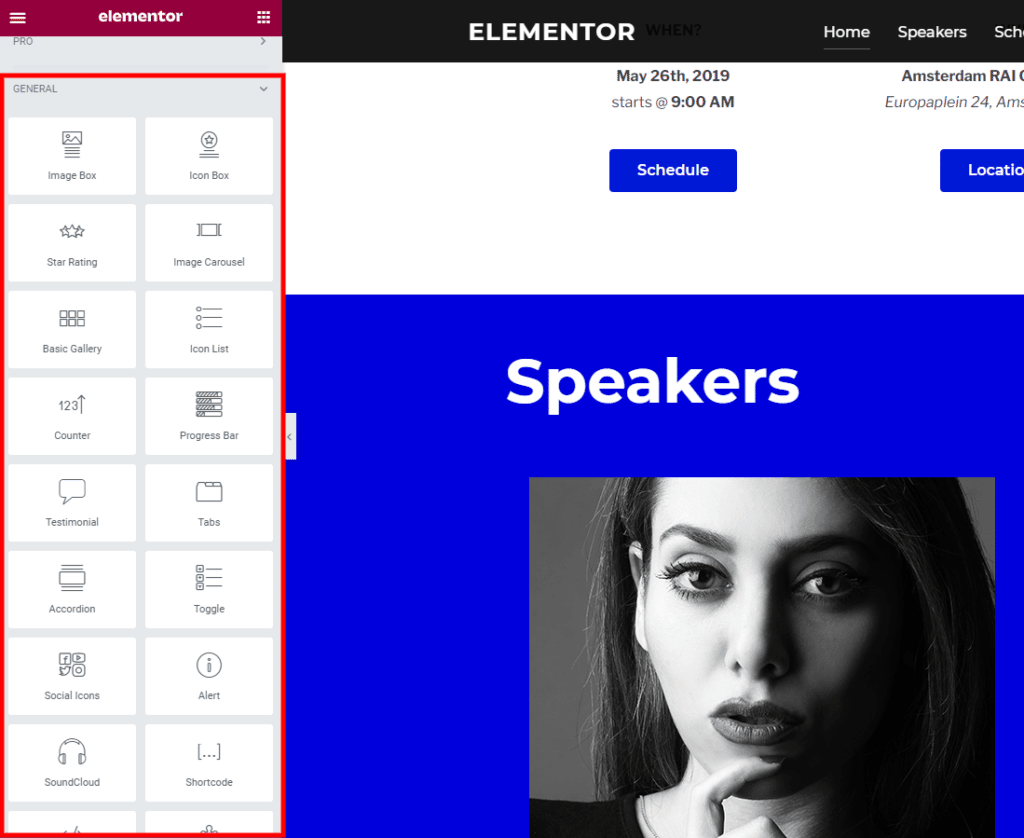 elementor
PRO
GENERAL
Image Box
Icon Box
Star Rating
Image Carousel
Basic Gallery
Icon List
123
Counter
Progress Bar
Testimonial
Tabs
Accordion
Toggle
Social Icons
Alert
SoundCloud
[...]
Shortcode
ELEMENTOR
WHEN?
Home
Speakers
Sch
May 26th, 2019
starts @ 9:00 AM
Schedule
Amsterdam RAI
Europaplein 24, Ams
Locatio
Speakers